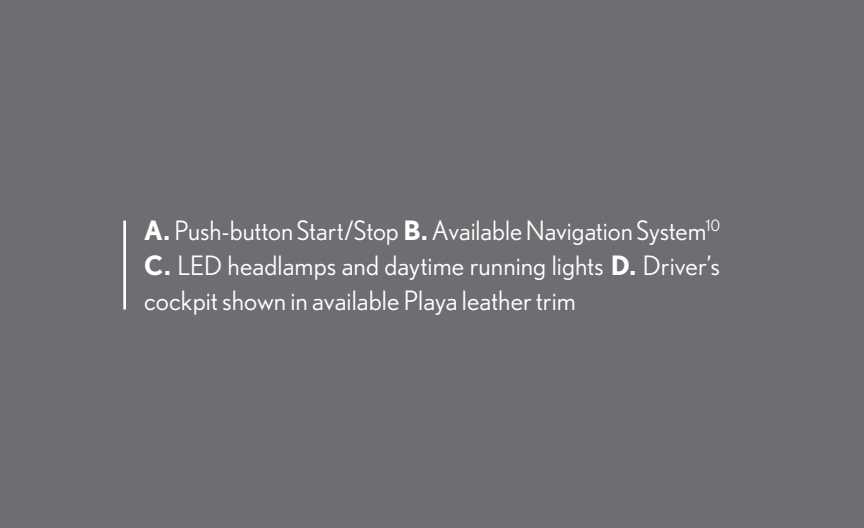 A. Push-button Start/Stop B. Available Navigation System¹⁰
C. LED headlamps and daytime running lights D. Driver’s
cockpit shown in available Playa leather trim